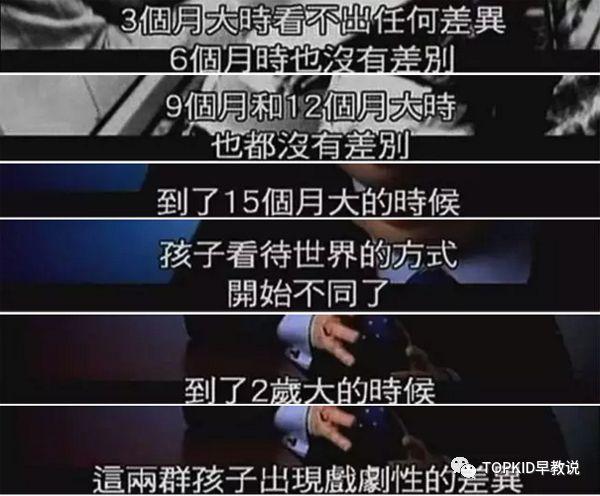 3個月大時看不出任何差異
6個月時也沒有差別
9個月和12個月大時
也都沒有差別
到了15個月大的時候
孩子看待世界的方式
開始不同了
到了2歲大的時候
這兩群孩子出現戲劇性的差異
TOPKID早教说